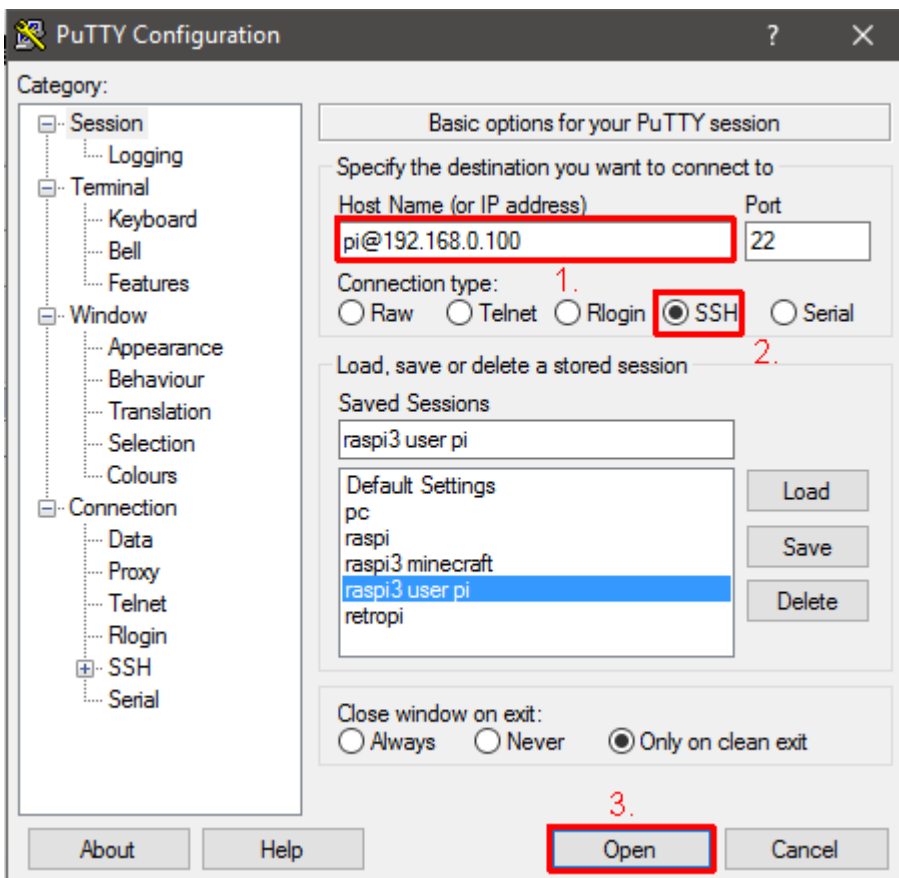 PuTTY Configuration
?
Category:
Session
Logging
Terminal
Keyboard
Bell
Features
Window
Appearance
Behaviour
Translation
Selection
Colours
Connection
Data
Proxy
Telnet
Rlogin
SSH
Serial
Basic options for your PuTTY session
Specify the destination you want to connect to
Host Name (or IP address) Port
pi@192.168.0.100 22
Connection type: 1.
Raw Telnet Rlogin SSH Serial
2.
Load, save or delete a stored session
Saved Sessions
raspi3 user pi
Default Settings
pc
raspi
raspi3 minecraft
raspi3 user pi
retropi
Load
Save
Delete
Close window on exit:
Always Never Only on clean exit
3.
About Help Open Cancel